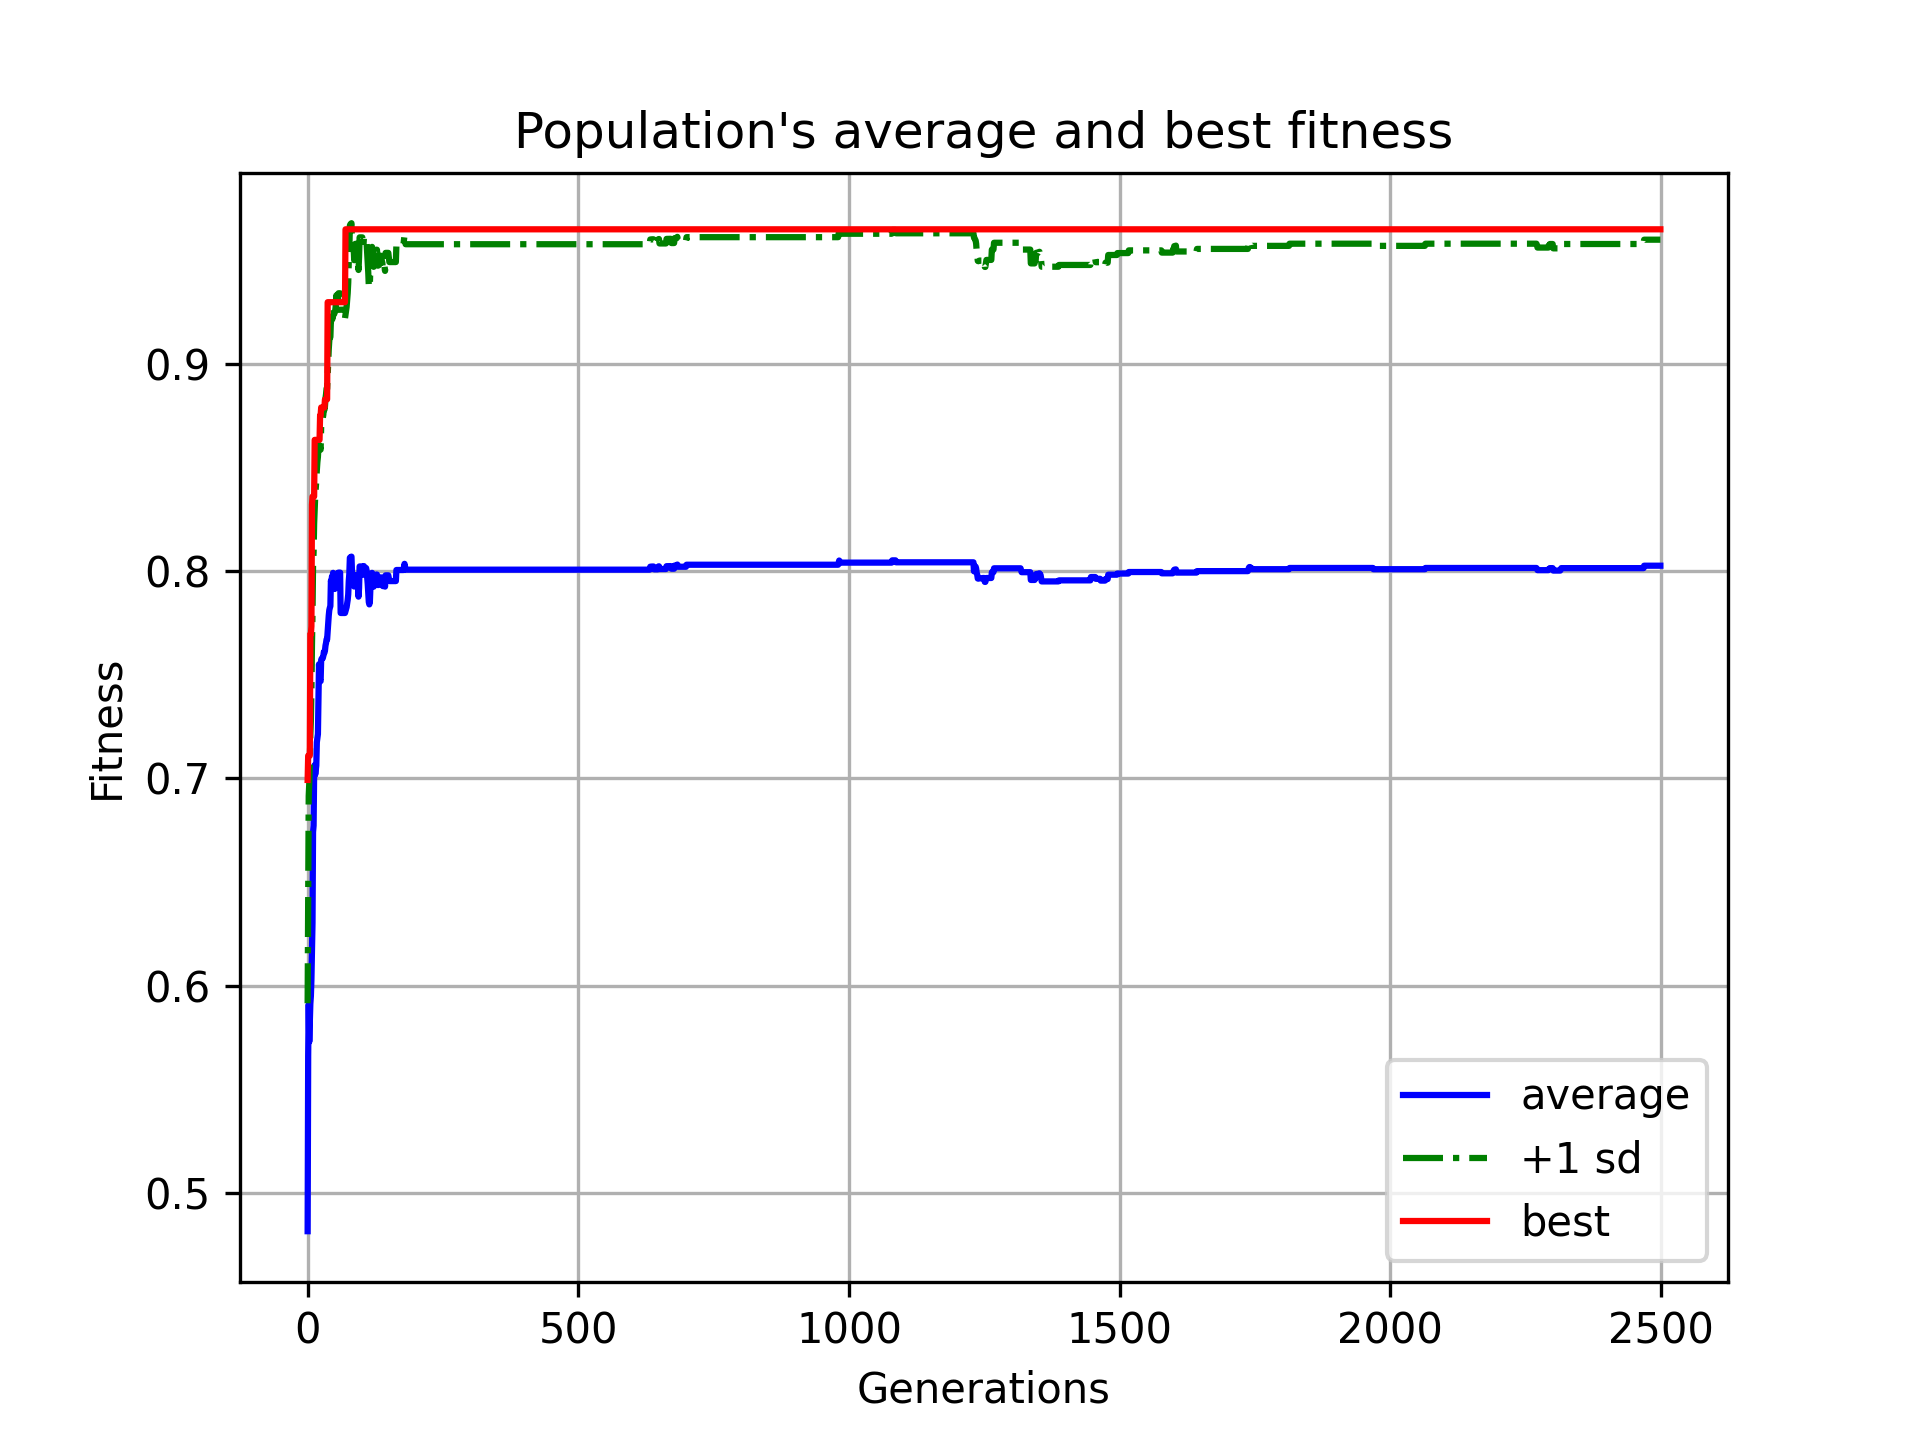 Population's average and best fitness
Fitness
0.9
0.8
0.7
0.6
0.5
0 500 1000 1500 2000 2500
Generations
average
+1 sd
best